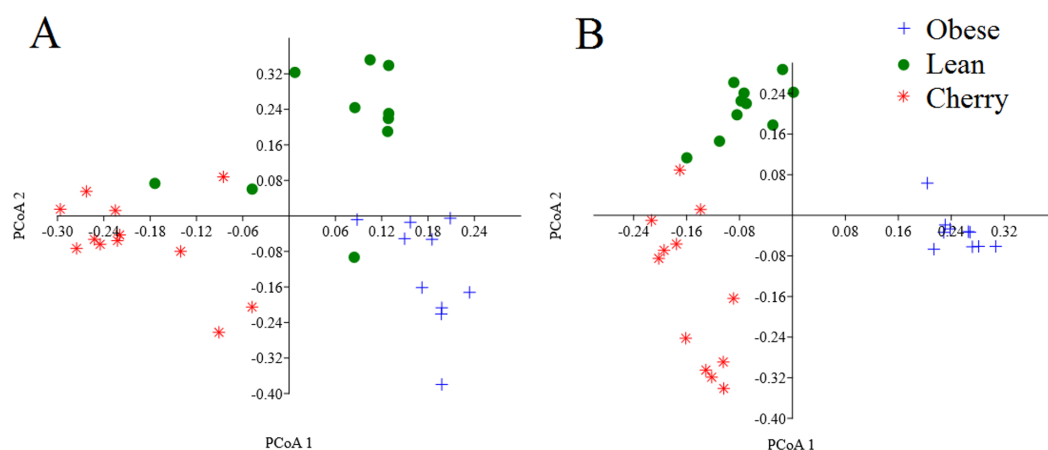 A
B
Obese
Lean
Cherry
0.32
0.24
0.16
0.08
-0.30 -0.24 -0.18 -0.12 -0.06 0.06 0.12 0.18 0.24
-0.08
-0.16
-0.24
-0.32
-0.40
PCoA 2
PCoA 1
0.24
0.16
0.08
-0.24 -0.16 -0.08 0.08 0.16 0.24 0.32
-0.08
-0.16
-0.24
-0.32
-0.40
PCoA 2
PCoA 1